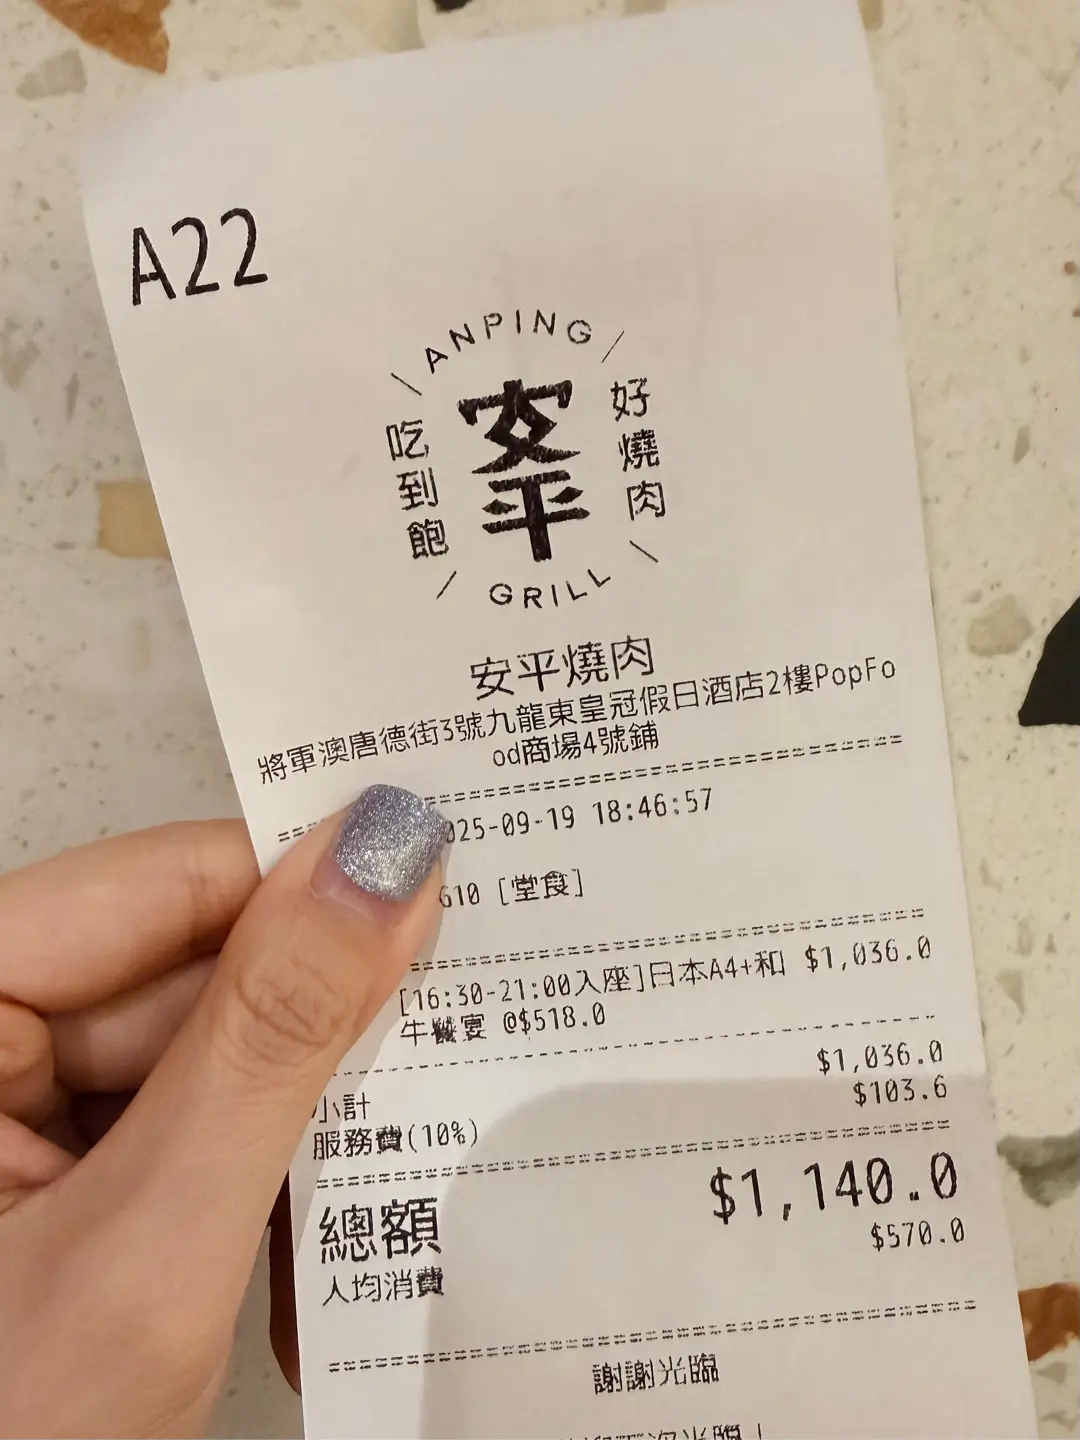 A22
ANPING
吃到飽
安平
好燒肉
GRILL
安平燒肉
將軍澳唐德街3號九龍東皇冠假日酒店2樓PopFo
od商場4號鋪
025-09-19 18:46:57
G10 [堂食]
[16:30-21:00入座]日本A4+和 $1,036.0
牛饗宴 @$518.0
小計 $1,036.0
服務費(10%) $103.6
總額 $1,140.0
人均消費 $570.0
謝謝光臨